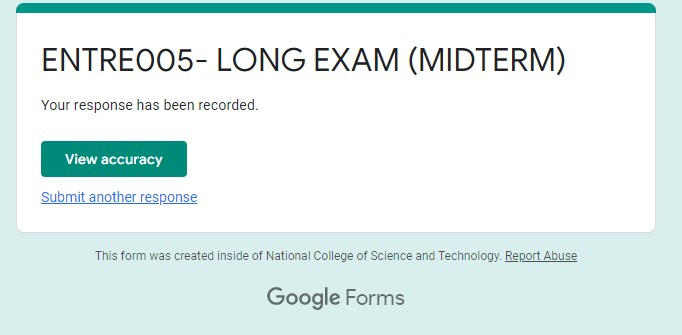 ENTRE005- LONG EXAM (MIDTERM)
Your response has been recorded.
View accuracy
Submit another response
This form was created inside of National College of Science and Technology. Report Abuse
Google Forms